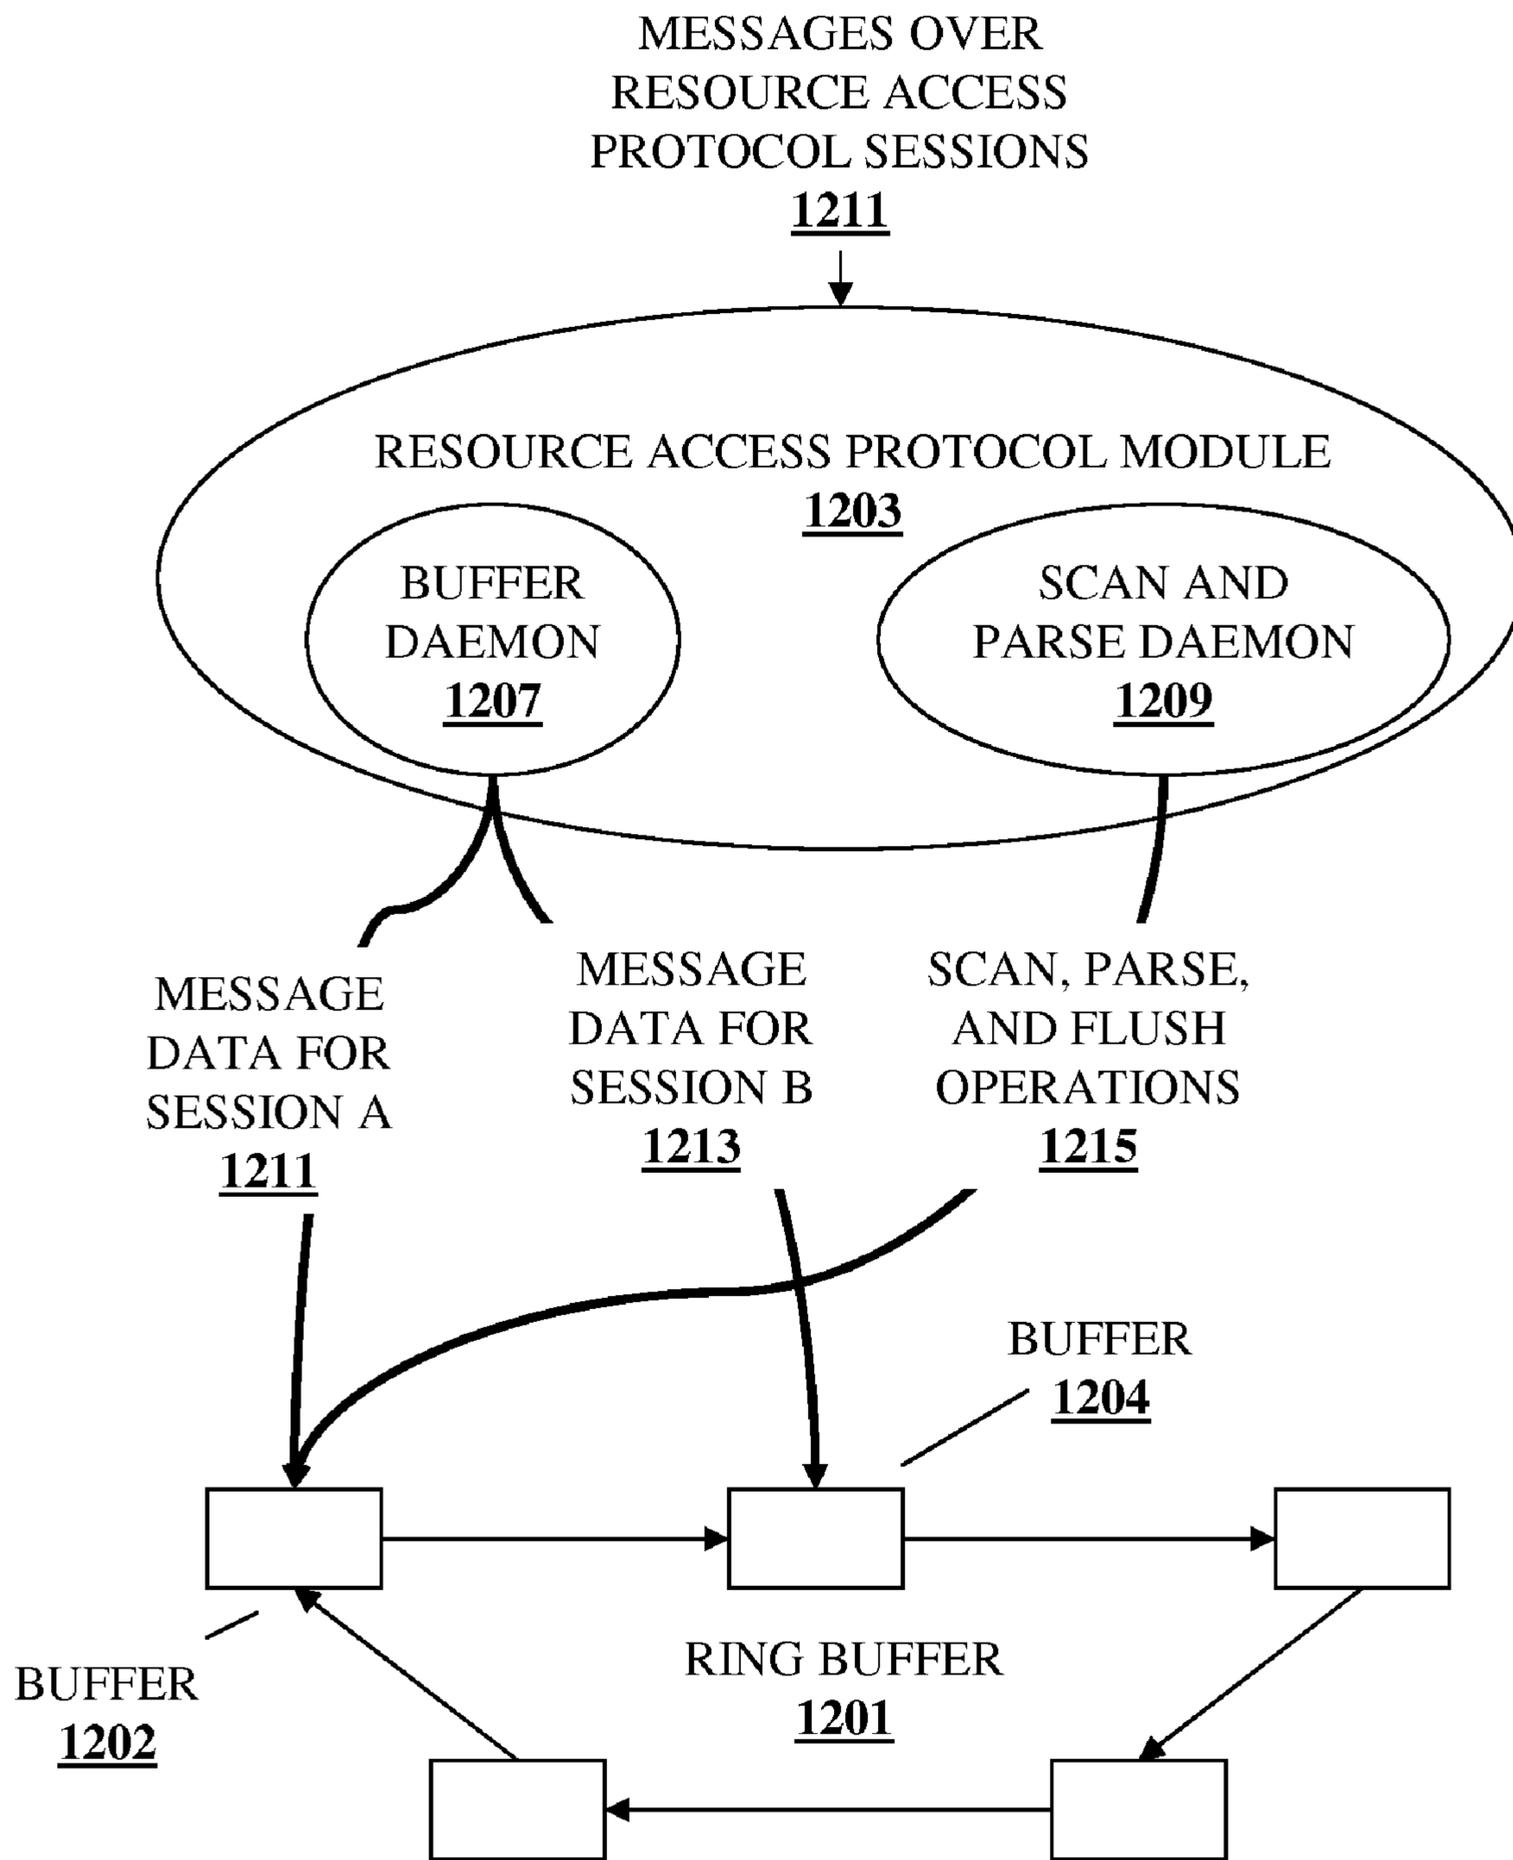 MESSAGES OVER
RESOURCE ACCESS
PROTOCOL SESSIONS
1211
RESOURCE ACCESS PROTOCOL MODULE
1203
BUFFER
DAEMON
1207
SCAN AND
PARSE DAEMON
1209
MESSAGE
DATA FOR
SESSION A
1211
MESSAGE
DATA FOR
SESSION B
1213
SCAN, PARSE,
AND FLUSH
OPERATIONS
1215
BUFFER
1204
BUFFER
1202
RING BUFFER
1201